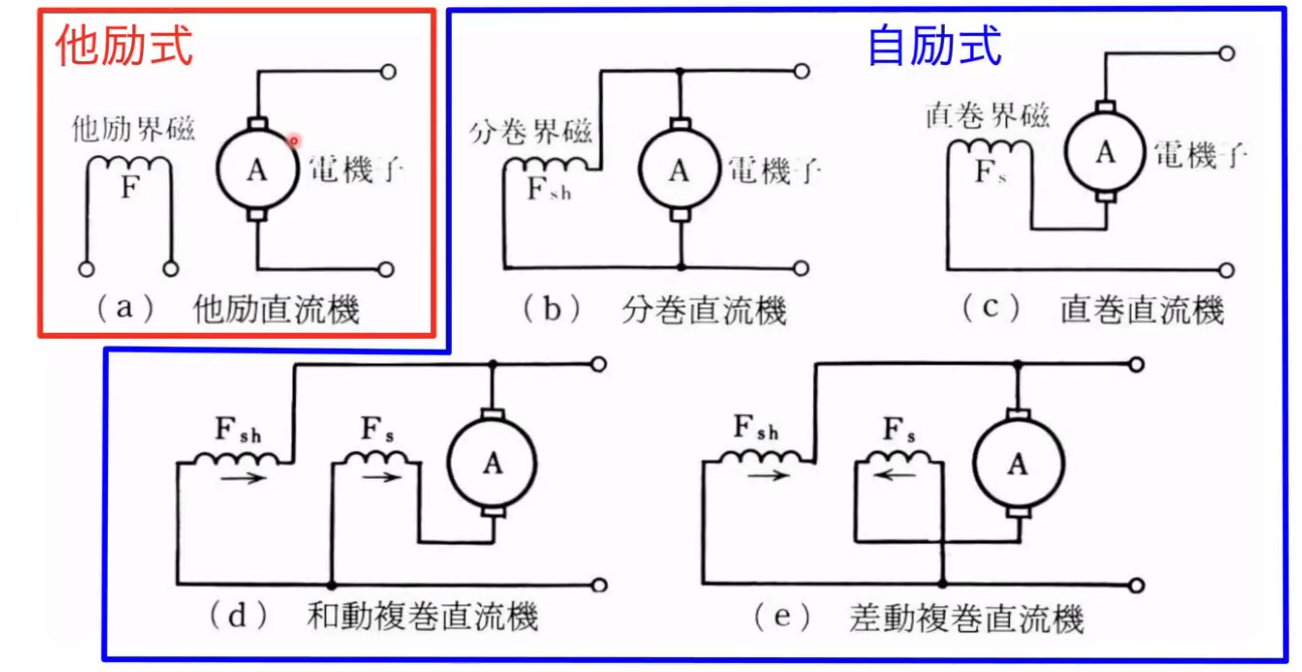 他励式
自励式
他励界磁
F
A
電機子
(a) 他励直流機
分巻界磁
Fsh
A
電機子
(b) 分巻直流機
直巻界磁
Fs
A
電機子
(c) 直巻直流機
Fsh
Fs
A
(d) 和動複巻直流機
Fsh
Fs
A
(e) 差動複巻直流機